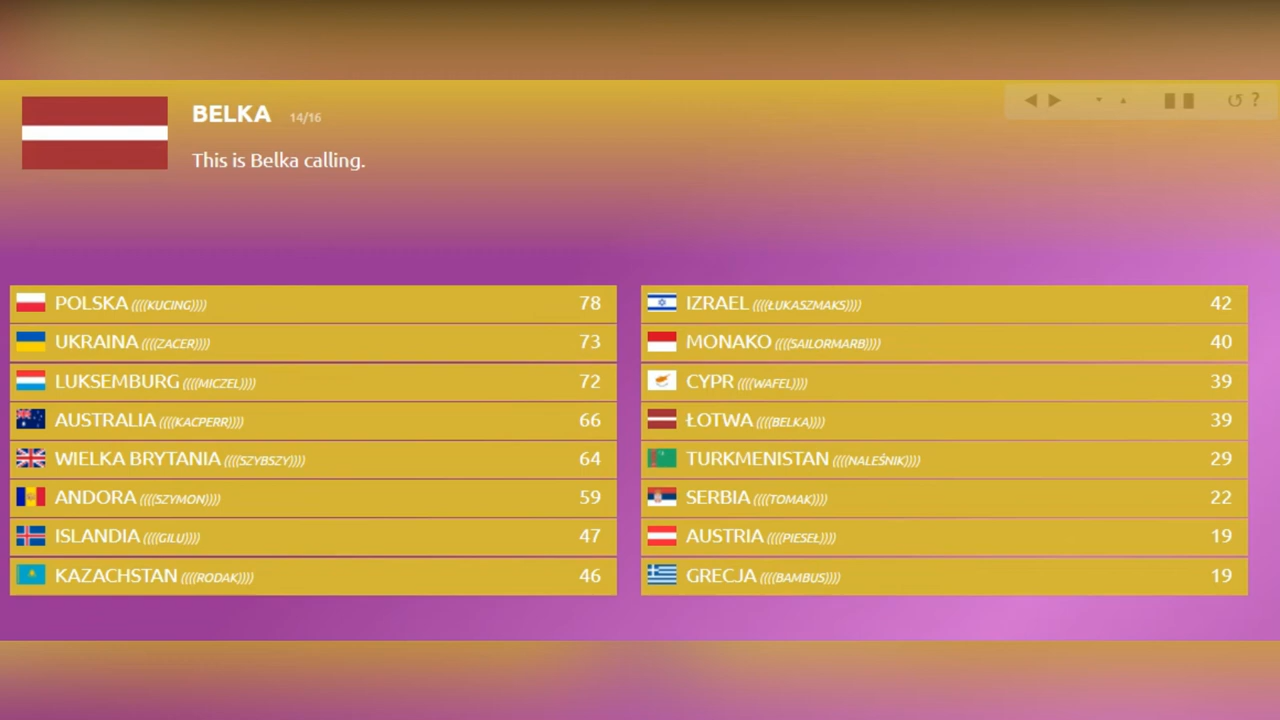 BELKA 14/16
This is Belka calling.
?
POLSKA ((((KUCING)))) 78
UKRAINA ((((ZACER)))) 73
LUKSEMBURG ((((MICZEL)))) 72
AUSTRALIA ((((KACPERR)))) 66
WIELKA BRYTANIA ((((SZYBSZY)))) 64
ANDORA ((((SZYMON)))) 59
ISLANDIA ((((GILU)))) 47
KAZACHSTAN ((((RODAK)))) 46
IZRAEL ((((ŁUKASZMAKS)))) 42
MONAKO ((((SAILORMARB)))) 40
CYPR ((((WAFEL)))) 39
ŁOTWA ((((BELKA)))) 39
TURKMENISTAN ((((NALEŚNIK)))) 29
SERBIA ((((TOMAK)))) 22
AUSTRIA ((((PIESEŁ)))) 19
GRECJA ((((BAMBUS)))) 19